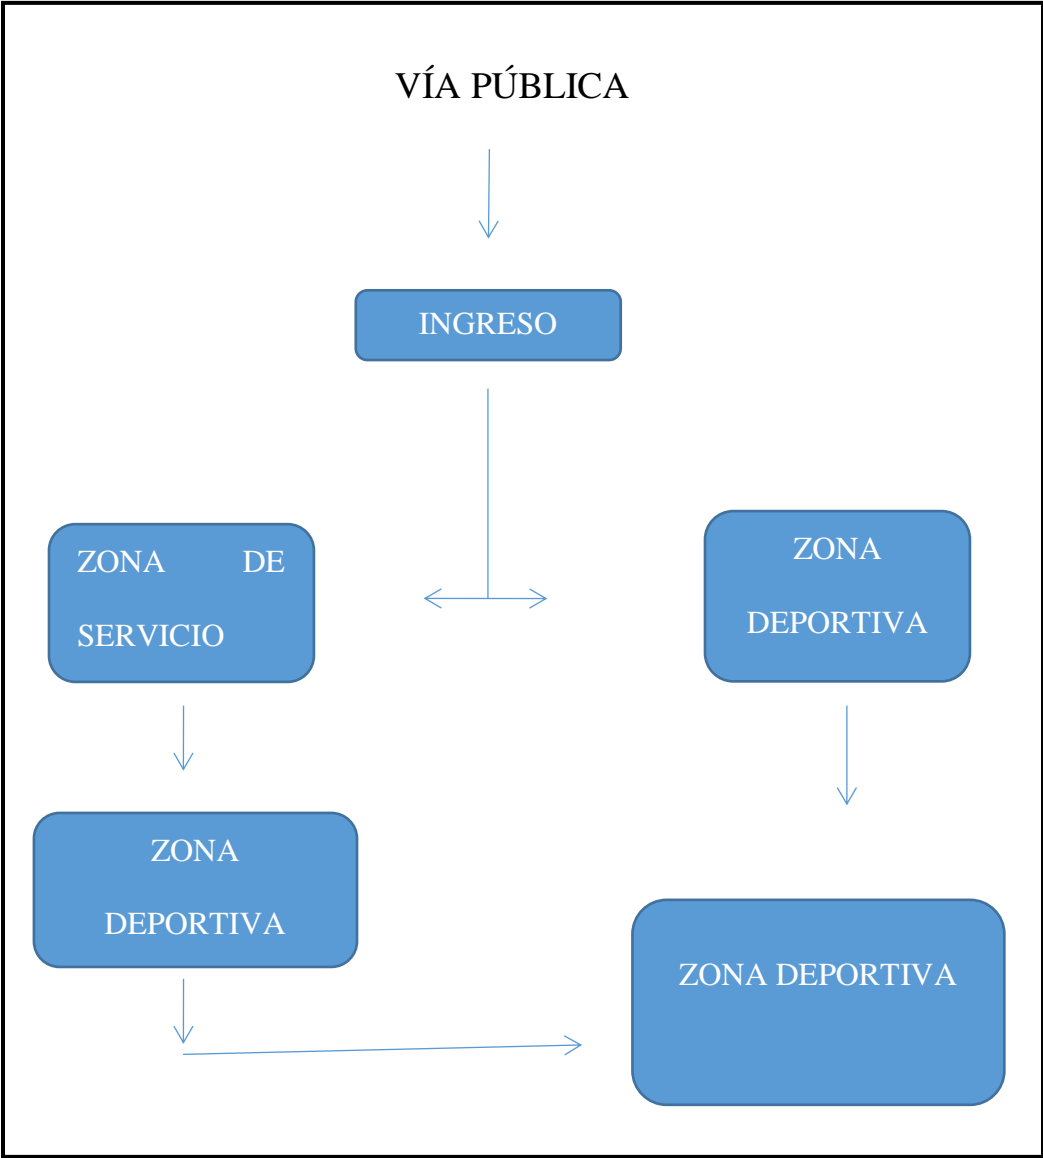 VÍA PÚBLICA
INGRESO
ZONA DE
SERVICIO
ZONA
DEPORTIVA
ZONA
DEPORTIVA
ZONA DEPORTIVA